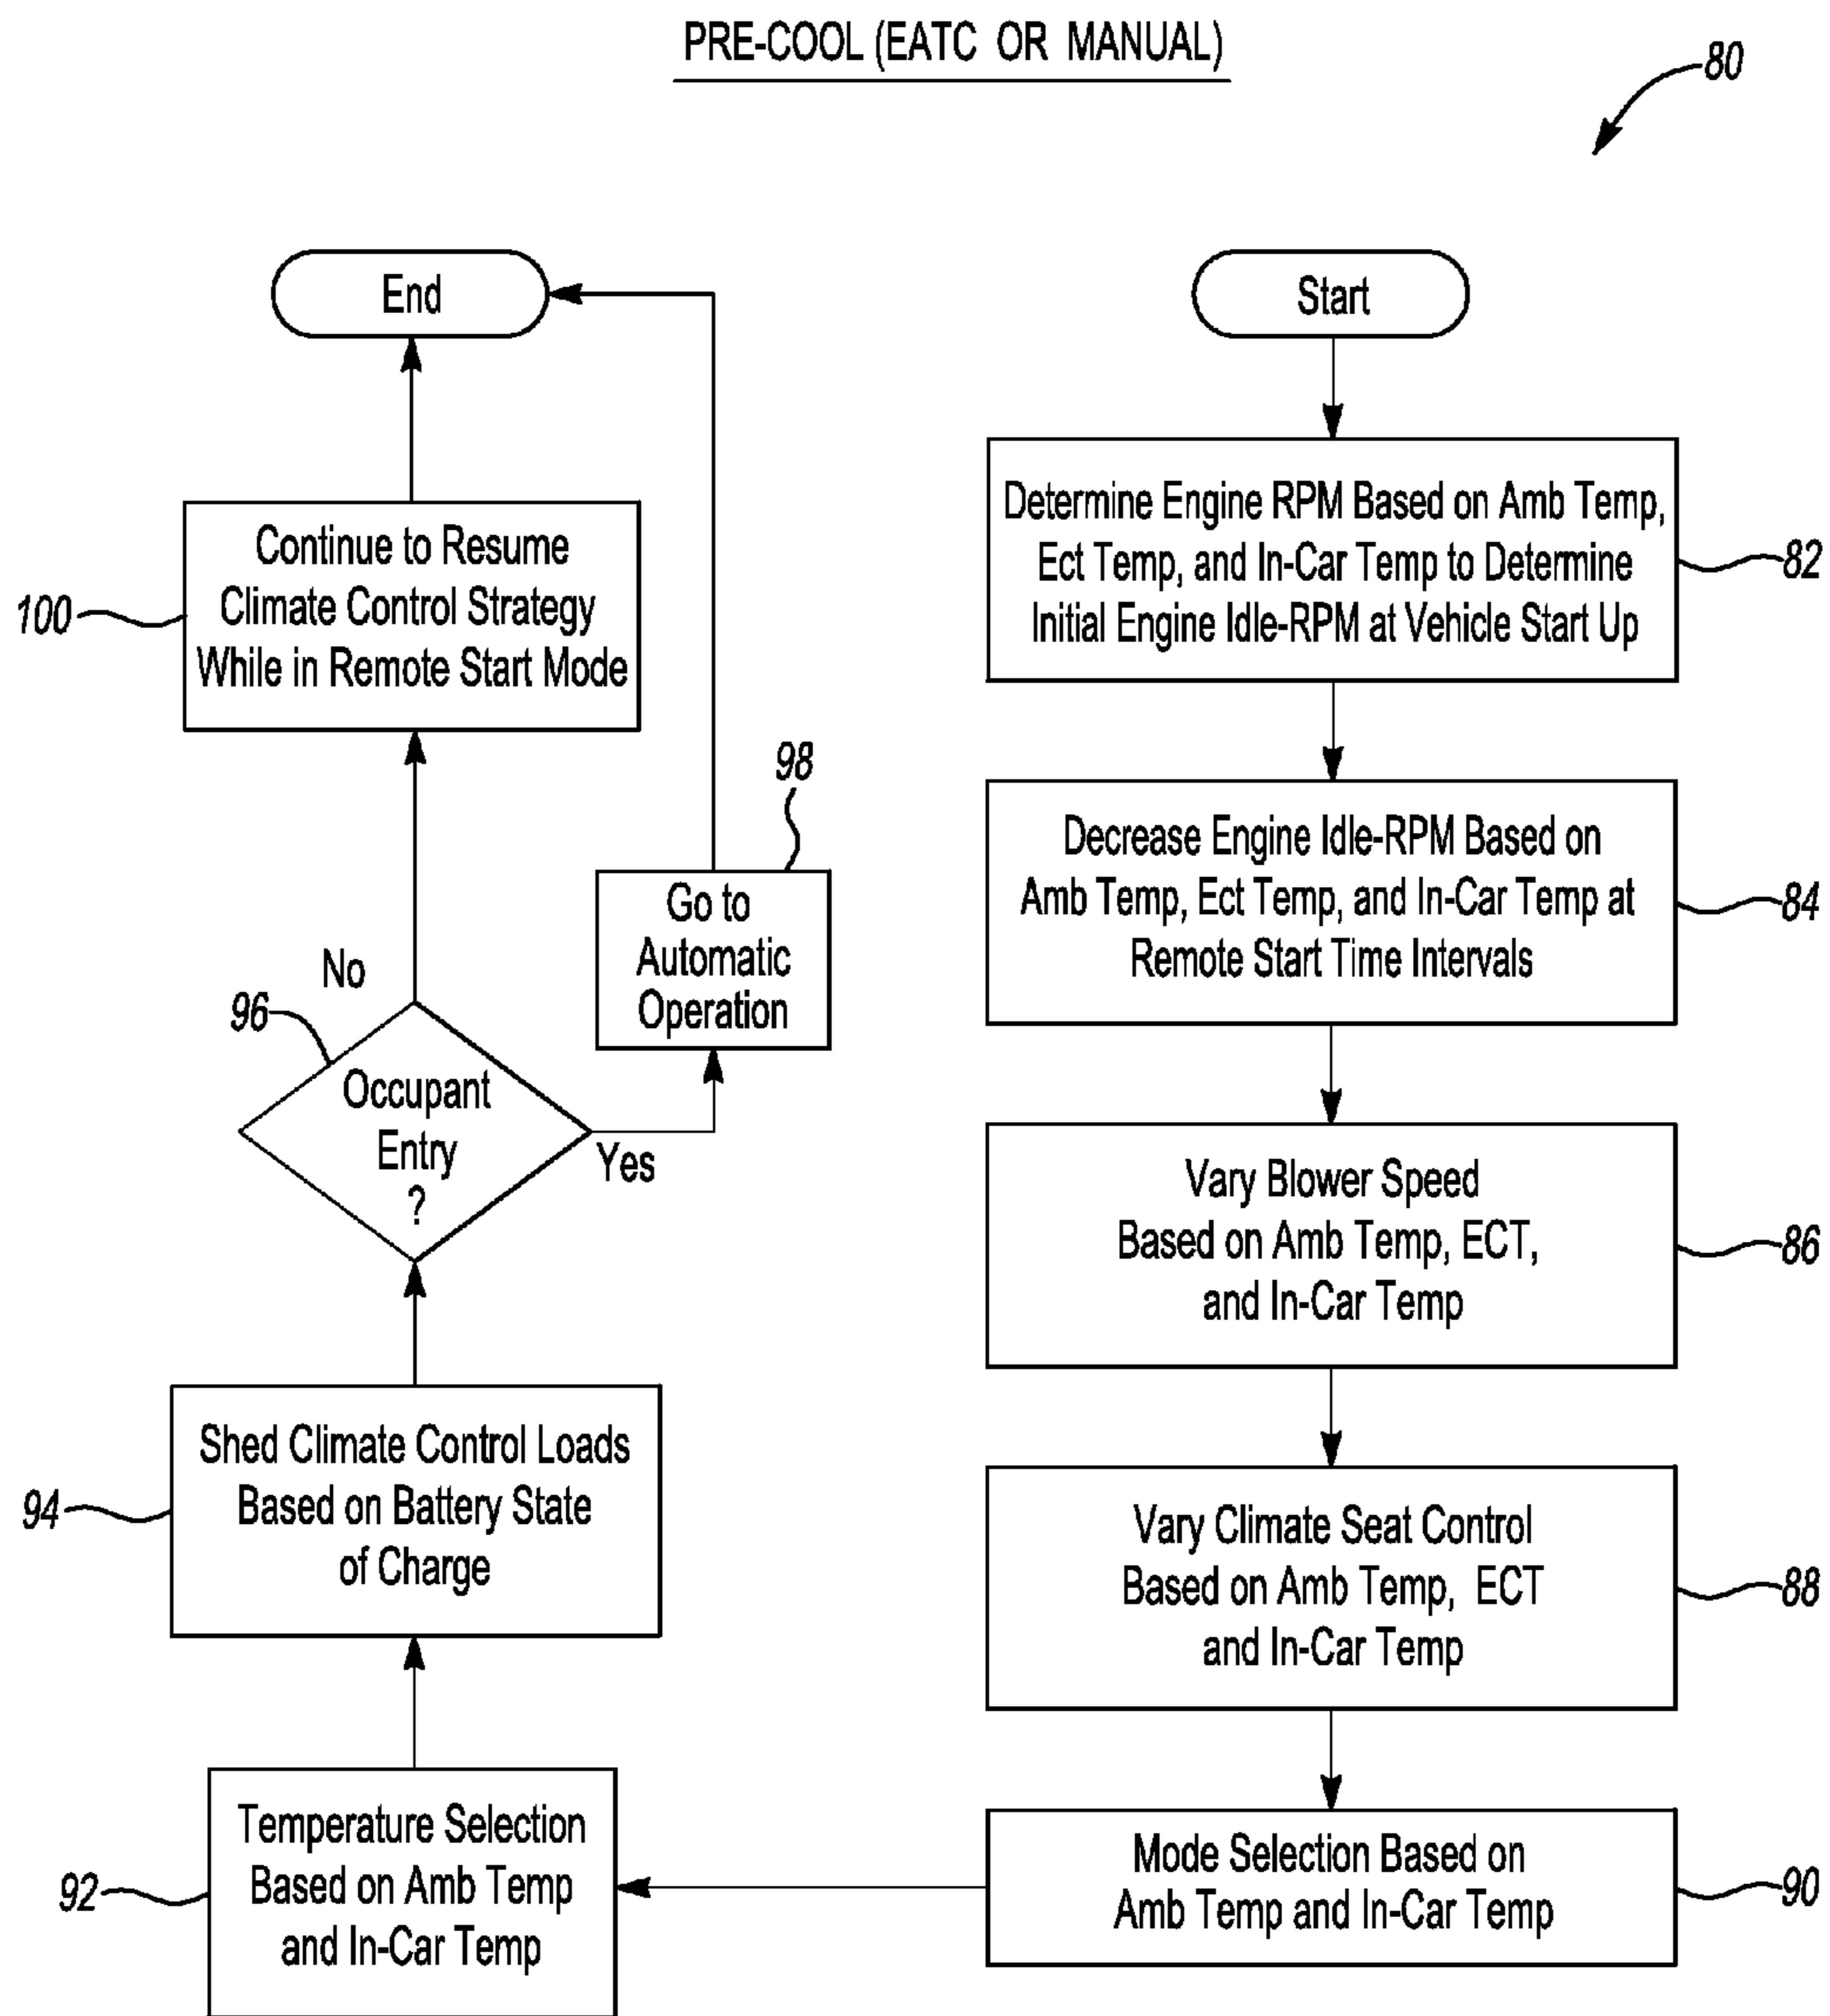 PRE-COOL (EATC OR MANUAL)
80
Start
Determine Engine RPM Based on Amb Temp,
Ect Temp, and In-Car Temp to Determine
Initial Engine Idle-RPM at Vehicle Start Up
82
Decrease Engine Idle-RPM Based on
Amb Temp, Ect Temp, and In-Car Temp at
Remote Start Time Intervals
84
Vary Blower Speed
Based on Amb Temp, ECT,
and In-Car Temp
86
Vary Climate Seat Control
Based on Amb Temp, ECT
and In-Car Temp
88
Mode Selection Based on
Amb Temp and In-Car Temp
90
Temperature Selection
Based on Amb Temp
and In-Car Temp
92
Shed Climate Control Loads
Based on Battery State
of Charge
94
Occupant
Entry
?
96
Yes
No
Go to
Automatic
Operation
98
Continue to Resume
Climate Control Strategy
While in Remote Start Mode
100
End